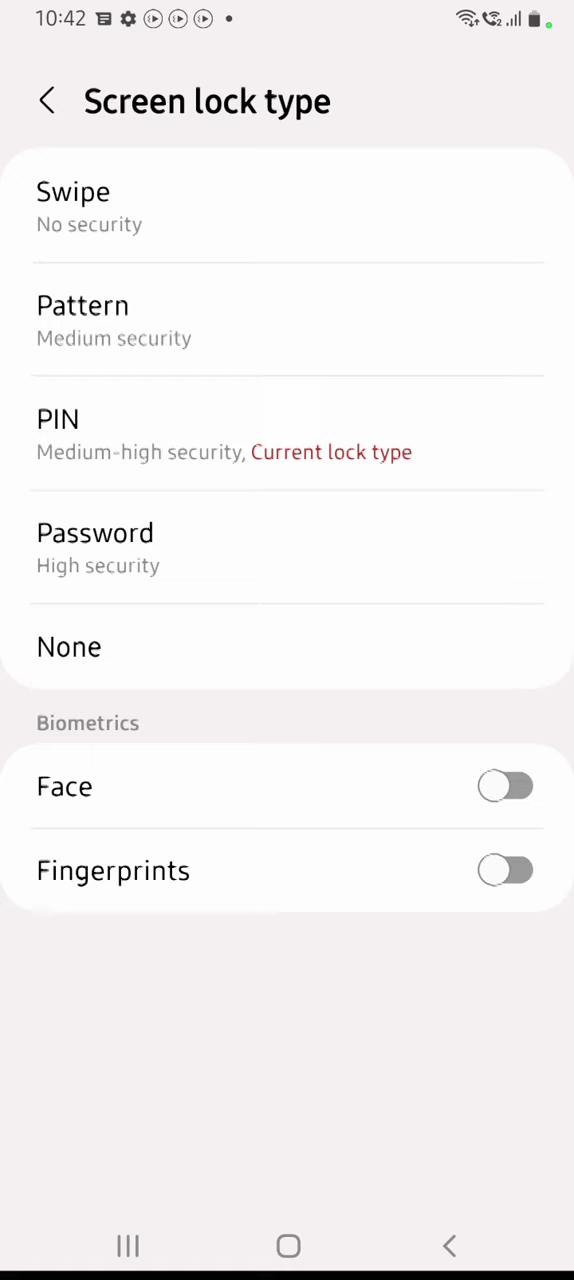 10:42
Screen lock type
Swipe
No security
Pattern
Medium security
PIN
Medium-high security, Current lock type
Password
High security
None
Biometrics
Face
Fingerprints